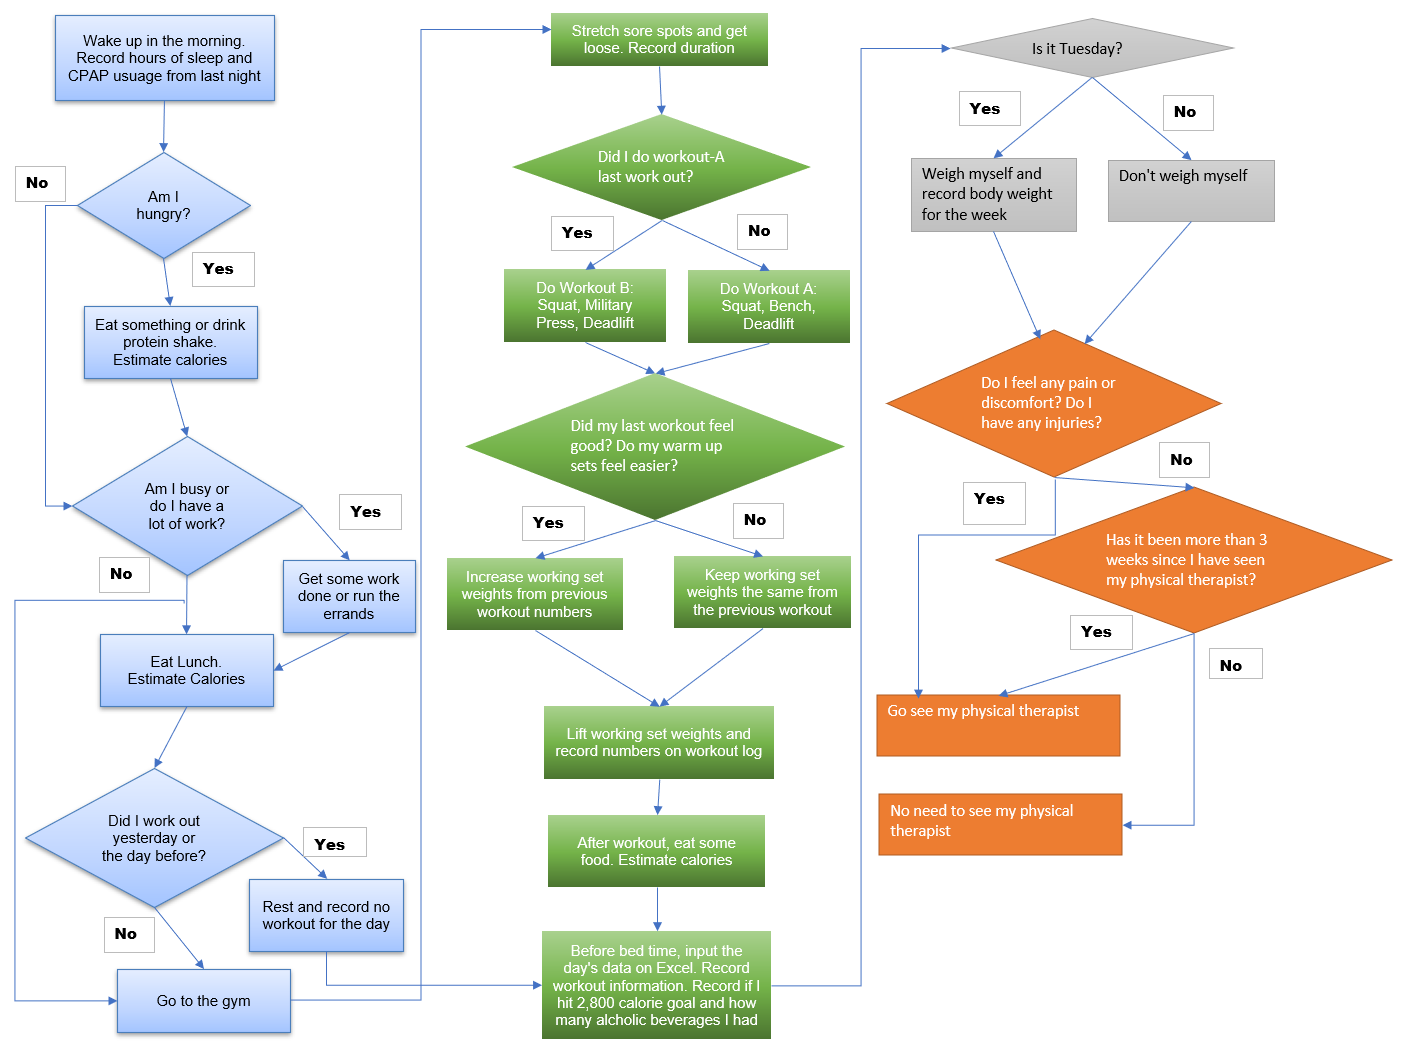 Wake up in the morning.
Record hours of sleep and
CPAP usuage from last night
Am I
hungry?
No
Yes
Eat something or drink
protein shake.
Estimate calories
Am I busy or
do I have a
lot of work?
Yes
No
Get some work
done or run the
errands
Eat Lunch.
Estimate Calories
Did I work out
yesterday or
the day before?
Yes
No
Rest and record no
workout for the day
Go to the gym
Stretch sore spots and get
loose. Record duration
Did I do workout-A
last work out?
Yes
No
Do Workout B:
Squat, Military
Press, Deadlift
Do Workout A:
Squat, Bench,
Deadlift
Did my last workout feel
good? Do my warm up
sets feel easier?
Yes
No
Increase working set
weights from previous
workout numbers
Keep working set
weights the same from
the previous workout
Lift working set weights and
record numbers on workout log
After workout, eat some
food. Estimate calories
Before bed time, input the
day's data on Excel. Record
workout information. Record if I
hit 2,800 calorie goal and how
many alcholic beverages I had
Is it Tuesday?
Yes
No
Weigh myself and
record body weight
for the week
Don't weigh myself
Do I feel any pain or
discomfort? Do I
have any injuries?
No
Yes
Has it been more than 3
weeks since I have seen
my physical therapist?
Yes
No
Go see my physical therapist
No need to see my physical
therapist